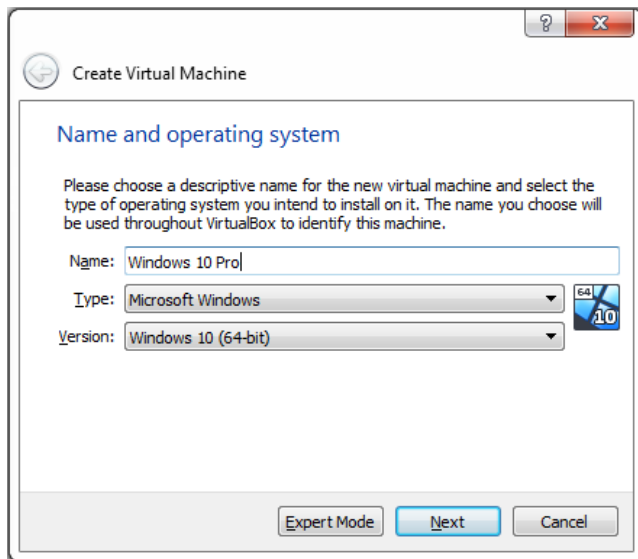 Create Virtual Machine
Name and operating system
Please choose a descriptive name for the new virtual machine and select the
type of operating system you intend to install on it. The name you choose will
be used throughout VirtualBox to identify this machine.
Name: Windows 10 Pro
Type: Microsoft Windows
64
Version: Windows 10 (64-bit)
10
Expert Mode Next Cancel